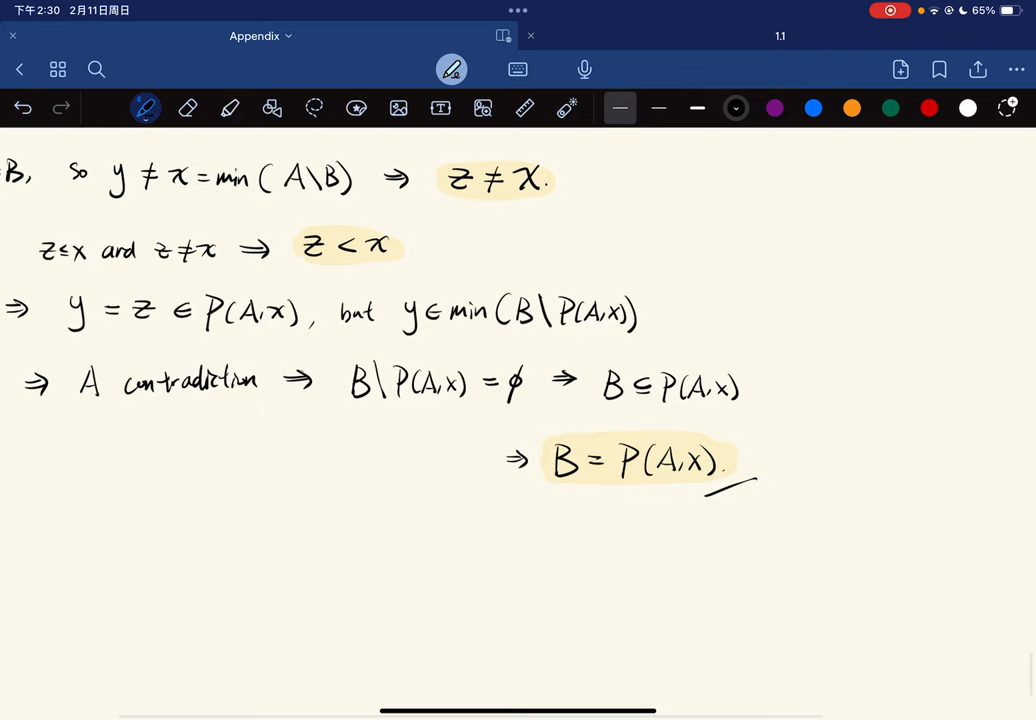 下午2:30 2月11日周日
65%
Appendix
1.1
B, so y ≠ x = min ( A\B) ⇒ z ≠ x.
z ≤ x and z ≠ x ⇒ z < x
⇒ y = z ∈ P(A,x), but y ∈ min (B\P(A,x))
⇒ A contradiction ⇒ B\P(A,x) = ϕ ⇒ B ⊆ P(A,x)
⇒ B = P(A,x).